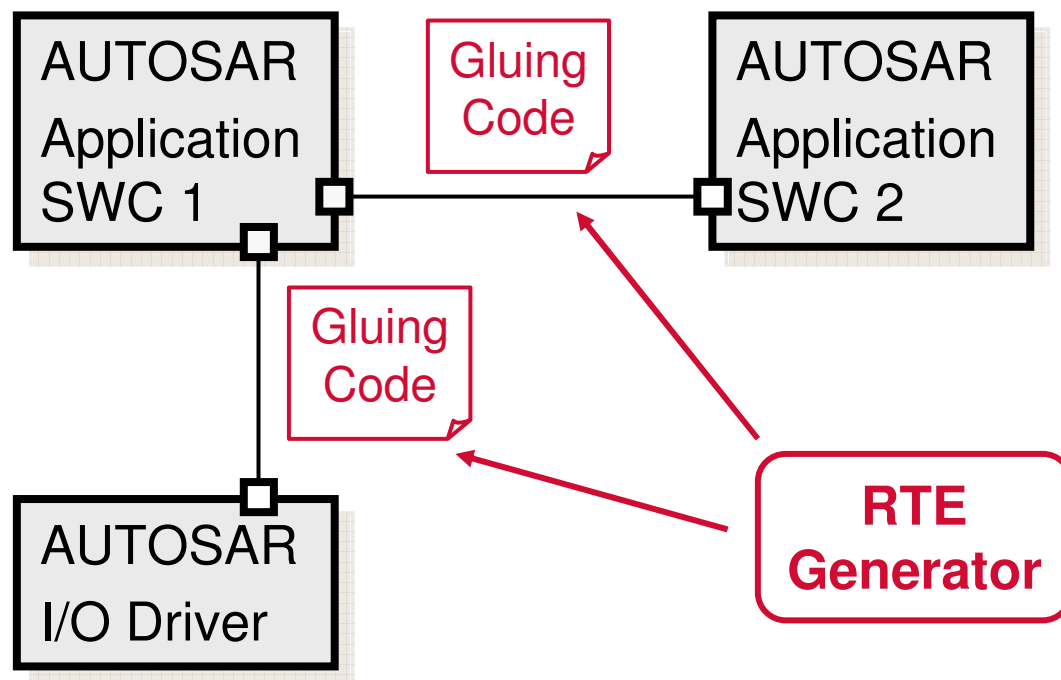 AUTOSAR
Application
SWC 1
Gluing
Code
AUTOSAR
Application
SWC 2
Gluing
Code
AUTOSAR
I/O Driver
RTE
Generator